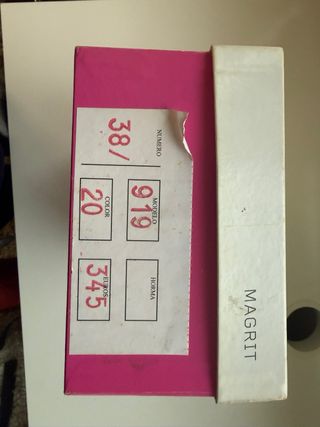 MAGRIT
NUMERO
38/
MODELO
919
HORMA
COLOR
20
EUROS
345